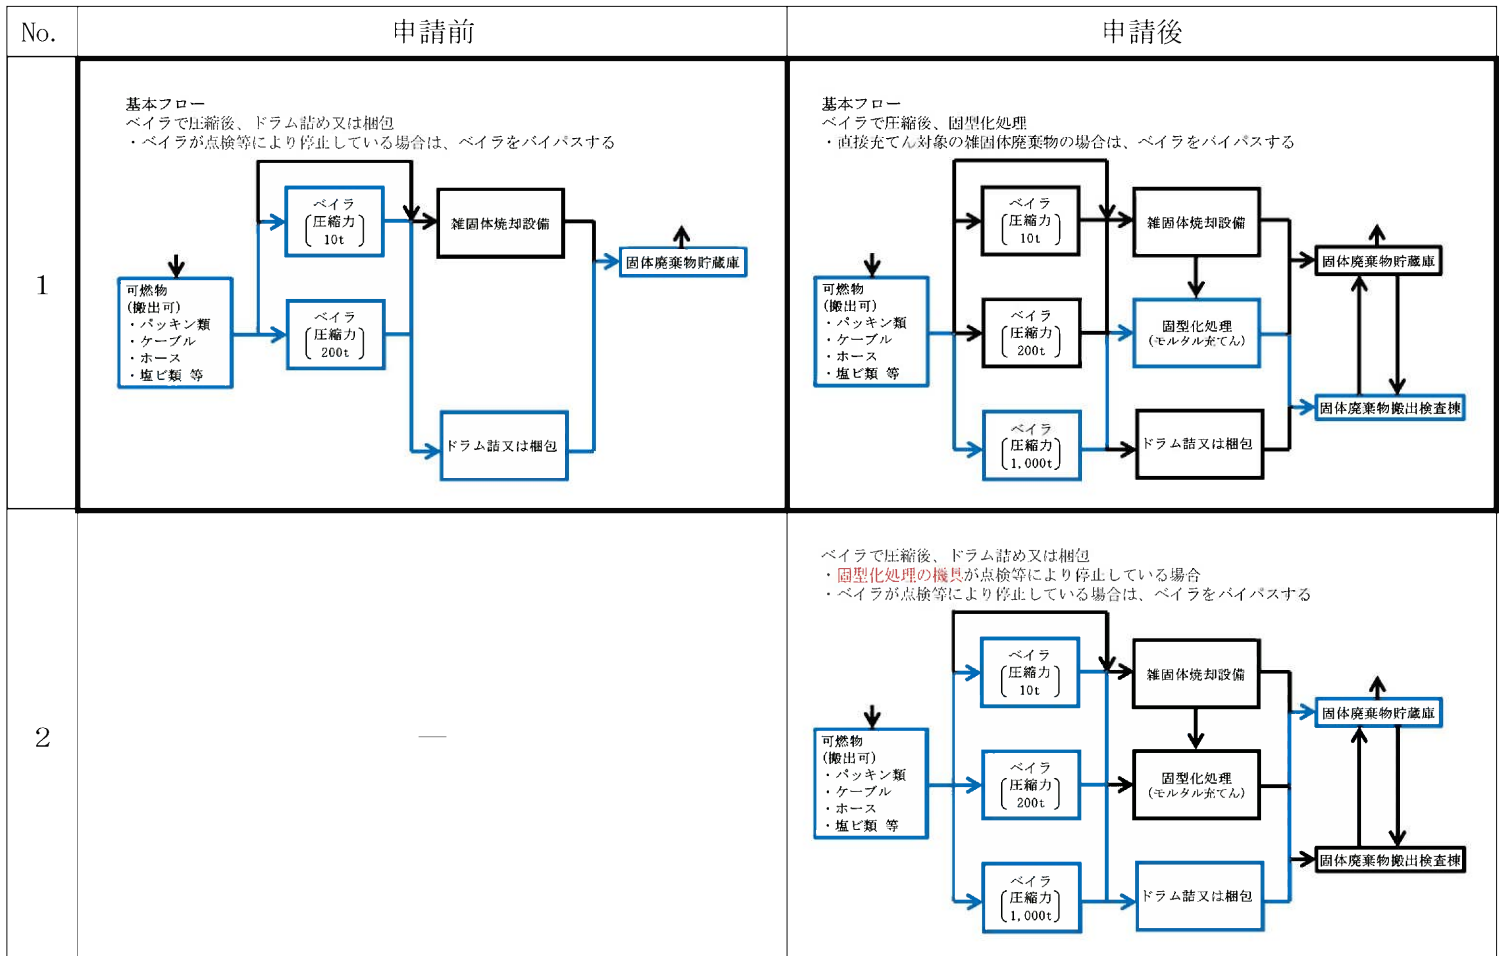 No.
申請前
申請後
1
基本フロー
ベイラで圧縮後、ドラム詰め又は梱包
・ベイラが点検等により停止している場合は、ベイラをバイパスする
ベイラ
圧縮力
10t
雑固体焼却設備
固体廃棄物貯蔵庫
可燃物
(搬出可)
・パッキン類
・ケーブル
・ホース
・塩ビ類 等
ベイラ
圧縮力
200t
ドラム詰又は梱包
基本フロー
ベイラで圧縮後、固型化処理
・直接充てん対象の雑固体廃棄物の場合は、ベイラをバイパスする
ベイラ
圧縮力
10t
雑固体焼却設備
固体廃棄物貯蔵庫
可燃物
(搬出可)
・パッキン類
・ケーブル
・ホース
・塩ビ類 等
ベイラ
圧縮力
200t
固型化処理
(モルタル充てん)
ベイラ
圧縮力
1,000t
ドラム詰又は梱包
固体廃棄物搬出検査棟
2
—
ベイラで圧縮後、ドラム詰め又は梱包
・固型化処理の機具が点検等により停止している場合
・ベイラが点検等により停止している場合は、ベイラをバイパスする
ベイラ
圧縮力
10t
雑固体焼却設備
固体廃棄物貯蔵庫
可燃物
(搬出可)
・パッキン類
・ケーブル
・ホース
・塩ビ類 等
ベイラ
圧縮力
200t
固型化処理
(モルタル充てん)
ベイラ
圧縮力
1,000t
ドラム詰又は梱包
固体廃棄物搬出検査棟